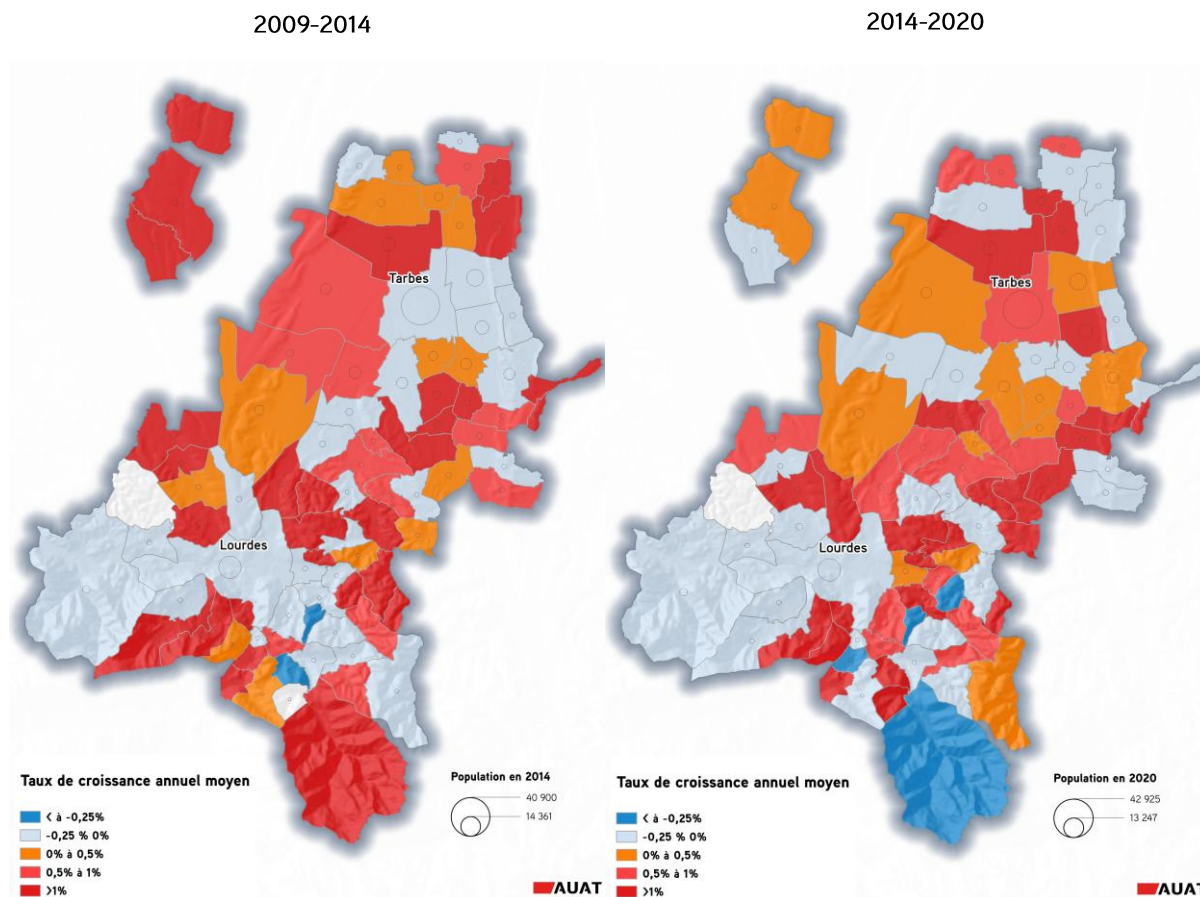 2009-2014
Tarbes
Lourdes
Taux de croissance annuel moyen
< à -0,25%
-0,25 % 0%
0% à 0,5%
0,5% à 1%
>1%
Population en 2014
40 900
14 361
AUAT
2014-2020
Tarbes
Lourdes
Taux de croissance annuel moyen
< à -0,25%
-0,25 % 0%
0% à 0,5%
0,5% à 1%
>1%
Population en 2020
42 925
13 247
AUAT